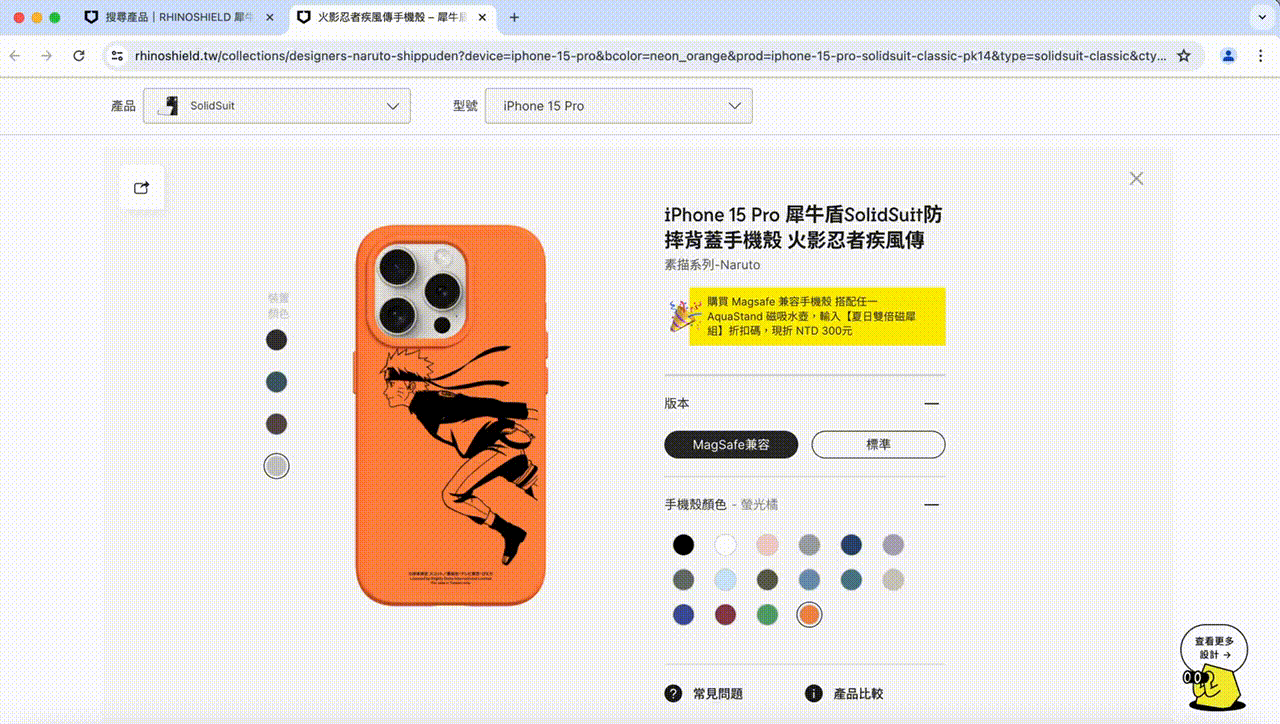 搜尋產品｜RHINOSHIELD 犀牛
火影忍者疾風傳手機殼 – 犀牛盾
rhinoshield.tw/collections/designers-naruto-shippuden?device=iphone-15-pro&bcolor=neon_orange&prod=iphone-15-pro-solidsuit-classic-pk14&type=solidsuit-classic&cty...
產品 SolidSuit 型號 iPhone 15 Pro
iPhone 15 Pro 犀牛盾SolidSuit防
摔背蓋手機殼 火影忍者疾風傳
素描系列-Naruto
購買 Magsafe 兼容手機殼 搭配任一
AquaStand 磁吸水壺，輸入【夏日雙倍磁犀
組】折扣碼，現折 NTD 300元
裝置
顏色
版本
MagSafe兼容 標準
手機殼顏色 - 螢光橘
常見問題 產品比較
查看更多
設計 →